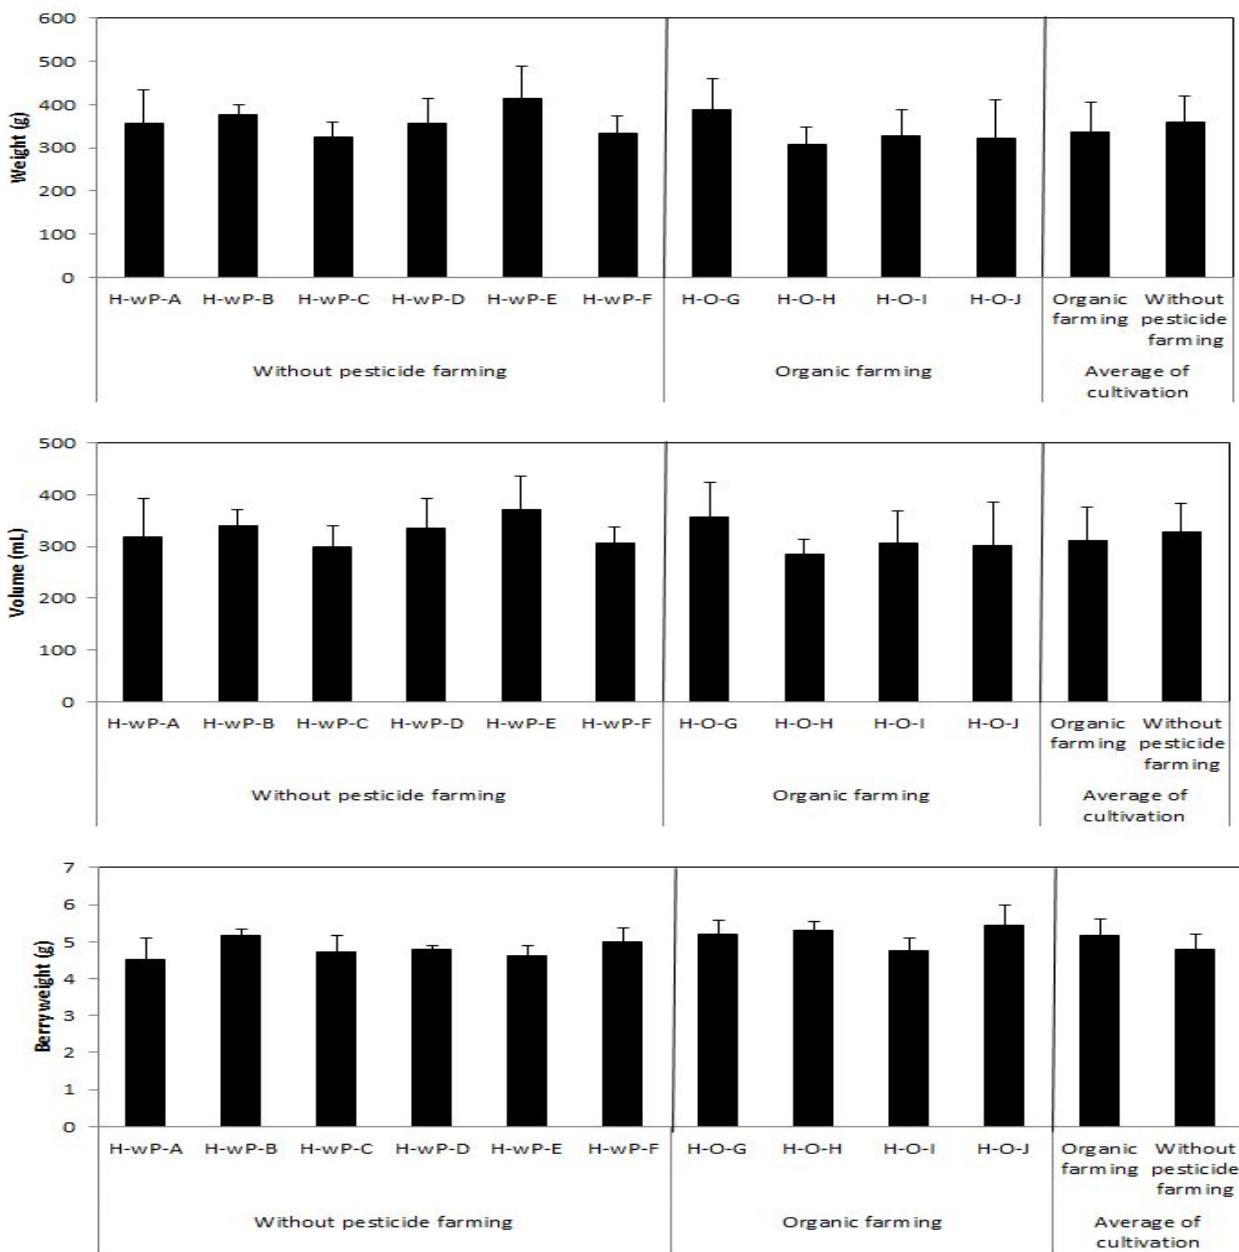 600
500
400
300
200
100
0
Weight (g)
H-wP-A H-wP-B H-wP-C H-wP-D H-wP-E H-wP-F H-O-G H-O-H H-O-I H-O-J Organic Without
farming pesticide
farming
Without pesticide farming Organic farming Average of
cultivation
500
400
300
200
100
0
Volume (mL)
H-wP-A H-wP-B H-wP-C H-wP-D H-wP-E H-wP-F H-O-G H-O-H H-O-I H-O-J Organic Without
farming pesticide
farming
Without pesticide farming Organic farming Average of
cultivation
7
6
5
4
3
2
1
0
Berry weight (g)
H-wP-A H-wP-B H-wP-C H-wP-D H-wP-E H-wP-F H-O-G H-O-H H-O-I H-O-J Organic Without
farming pesticide
farming
Without pesticide farming Organic farming Average of
cultivation